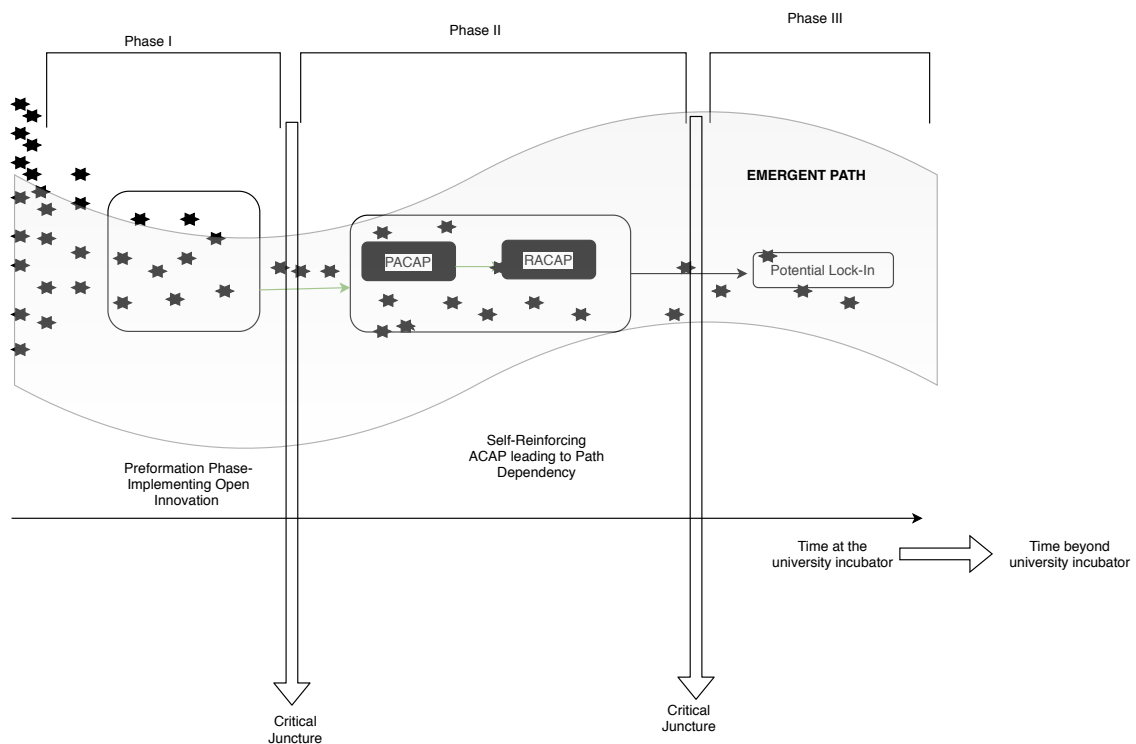 Phase I
Phase II
Phase III
EMERGENT PATH
PACAP
RACAP
Potential Lock-In
Preformation Phase-
Implementing Open
Innovation
Self-Reinforcing
ACAP leading to Path
Dependency
Time at the
university incubator
Time beyond
university incubator
Critical
Juncture
Critical
Juncture